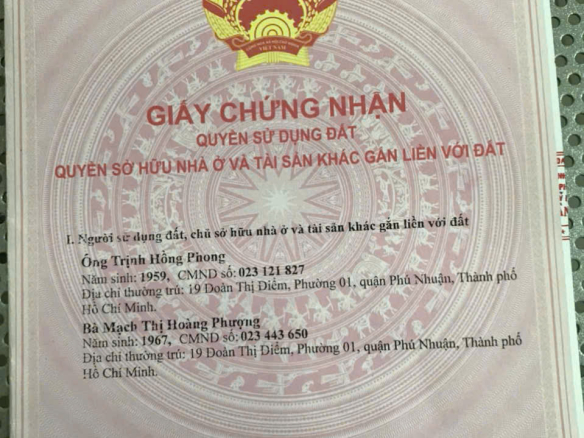 VIỆT NAM
GIẤY CHỨNG NHẬN
QUYỀN SỬ DỤNG ĐẤT
QUYỀN SỞ HỮU NHÀ Ở VÀ TÀI SẢN KHÁC GẮN LIỀN VỚI ĐẤT
I. Người sử dụng đất, chủ sở hữu nhà ở và tài sản khác gắn liền với đất
Ông Trịnh Hồng Phong
Năm sinh: 1959, CMND số: 023 121 827
Địa chỉ thường trú: 19 Đoàn Thị Điểm, Phường 01, quận Phú Nhuận, Thành phố
Hồ Chí Minh.
Bà Mạch Thị Hoàng Phượng
Năm sinh: 1967, CMND số: 023 443 650
Địa chỉ thường trú: 19 Đoàn Thị Điểm, Phường 01, quận Phú Nhuận, Thành phố
Hồ Chí Minh.